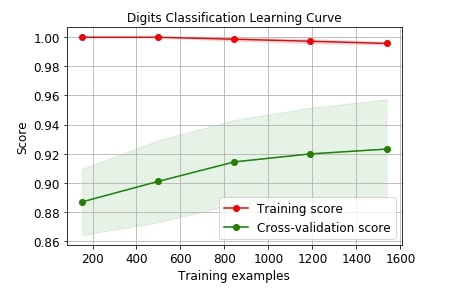 Digits Classification Learning Curve
1.00
0.98
0.96
0.94
0.92
0.90
0.88
0.86
Score
200 400 600 800 1000 1200 1400 1600
Training examples
Training score
Cross-validation score